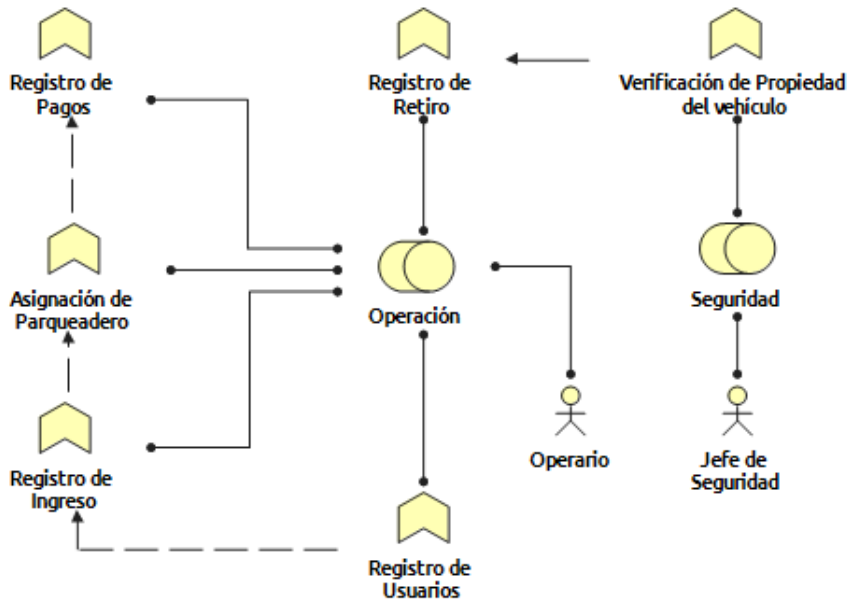 Registro de
Pagos
Registro de
Retiro
Verificación de Propiedad
del vehículo
Asignación de
Parqueadero
Operación
Seguridad
Registro de
Ingreso
Operario
Jefe de
Seguridad
Registro de
Usuarios